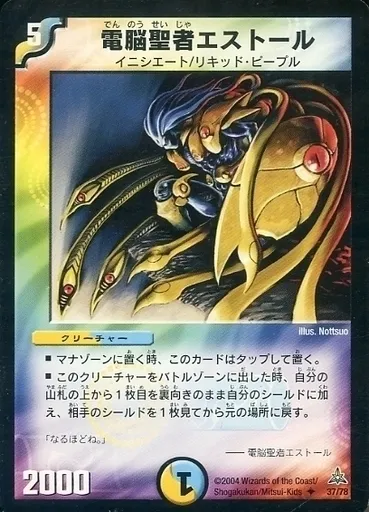 5
でん のう せい じゃ
電脳聖者エストール
イニシエート/リキッド・ピープル
illus. Nottsuo
クリーチャー
■ マナゾーンに置く時、このカードはタップして置く。
■ このクリーチャーをバトルゾーンに出した時、自分の
山札の上から1枚目を裏向きのまま自分のシールドに加
え、相手のシールドを1枚見てから元の場所に戻す。
「なるほどね。」
—— 電脳聖者エストール
2000
1
©2004 Wizards of the Coast/
Shogakukan/Mitsui-Kids
37/78